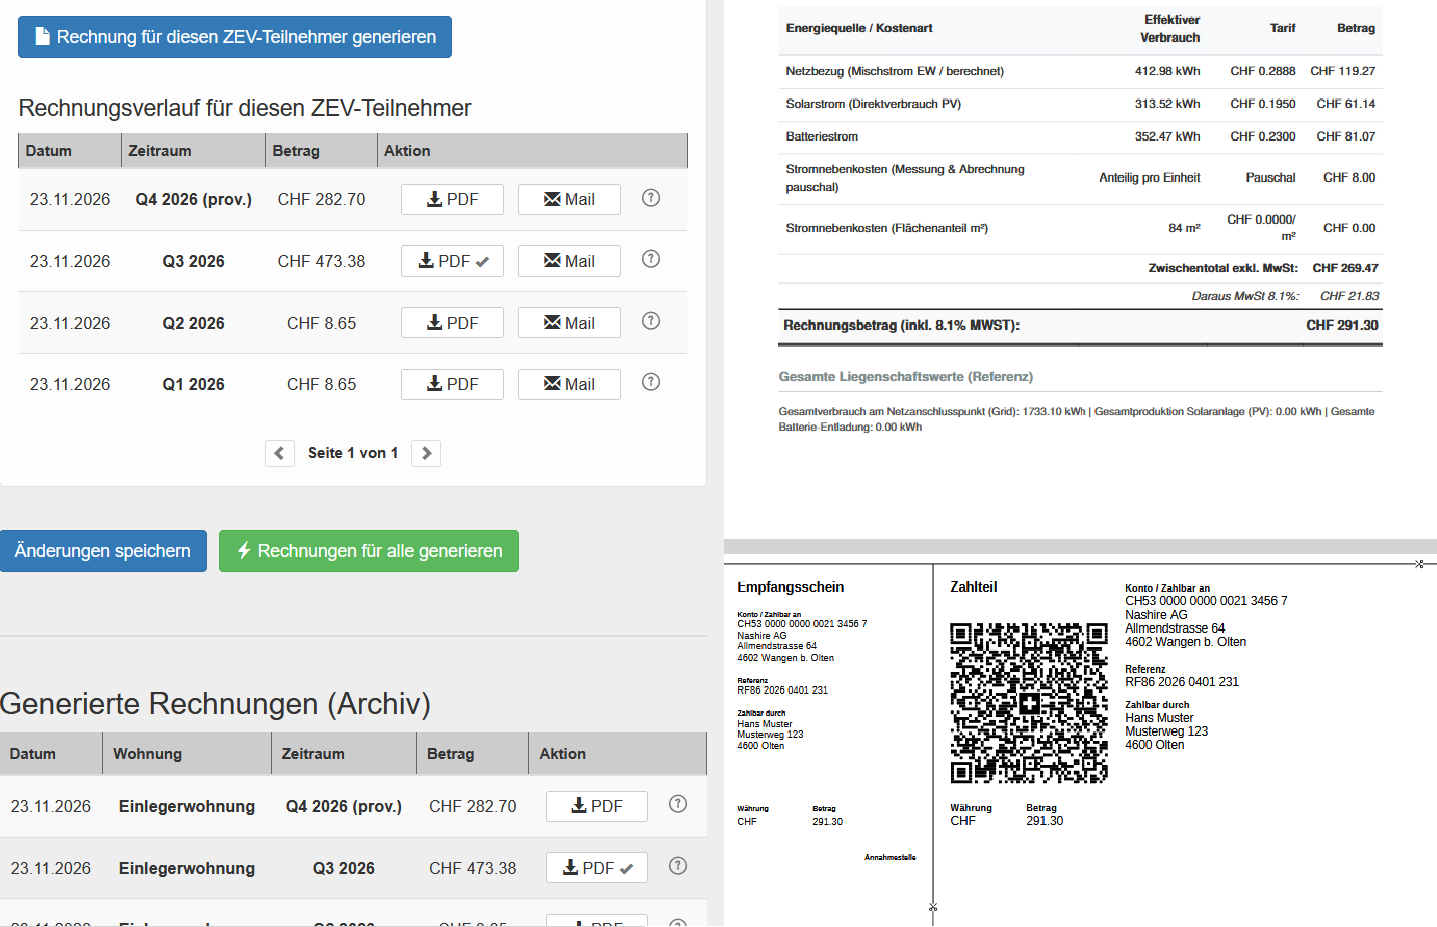 Rechnung für diesen ZEV-Teilnehmer generieren
Rechnungsverlauf für diesen ZEV-Teilnehmer
Datum Zeitraum Betrag Aktion
23.11.2026 Q4 2026 (prov.) CHF 282.70 PDF Mail ?
23.11.2026 Q3 2026 CHF 473.38 PDF Mail ?
23.11.2026 Q2 2026 CHF 8.65 PDF Mail ?
23.11.2026 Q1 2026 CHF 8.65 PDF Mail ?
Seite 1 von 1
Änderungen speichern Rechnungen für alle generieren
Generierte Rechnungen (Archiv)
Datum Wohnung Zeitraum Betrag Aktion
23.11.2026 Einlegerwohnung Q4 2026 (prov.) CHF 282.70 PDF ?
23.11.2026 Einlegerwohnung Q3 2026 CHF 473.38 PDF ?
Energiequelle / Kostenart Effektiver
Verbrauch Tarif Betrag
Netzbezug (Mischstrom EW / berechnet) 412.98 kWh CHF 0.2888 CHF 119.27
Solarstrom (Direktverbrauch PV) 313.52 kWh CHF 0.1950 CHF 61.14
Batteriestrom 352.47 kWh CHF 0.2300 CHF 81.07
Stromnebenkosten (Messung & Abrechnung
pauschal) Anteilig pro Einheit Pauschal CHF 8.00
Stromnebenkosten (Flächenanteil m²) 84 m² CHF 0.0000/
m² CHF 0.00
Zwischentotal exkl. MwSt: CHF 269.47
Daraus MwSt 8.1%: CHF 21.83
Rechnungsbetrag (inkl. 8.1% MWST): CHF 291.30
Gesamte Liegenschaftswerte (Referenz)
Gesamtverbrauch am Netzanschlusspunkt (Grid): 1733.10 kWh | Gesamtproduktion Solaranlage (PV): 0.00 kWh | Gesamte
Batterie-Entladung: 0.00 kWh
Empfangsschein
Konto / Zahlbar an
CH53 0000 0000 0021 3456 7
Nashire AG
Allmendstrasse 64
4602 Wangen b. Olten
Referenz
RF86 2026 0401 231
Zahlbar durch
Hans Muster
Musterweg 123
4600 Olten
Währung Betrag
CHF 291.30
Annahmestelle
Zahlteil
Währung Betrag
CHF 291.30
Konto / Zahlbar an
CH53 0000 0000 0021 3456 7
Nashire AG
Allmendstrasse 64
4602 Wangen b. Olten
Referenz
RF86 2026 0401 231
Zahlbar durch
Hans Muster
Musterweg 123
4600 Olten